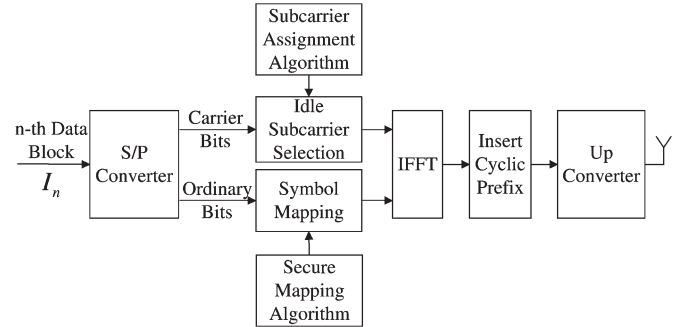 Subcarrier
Assignment
Algorithm
n-th Data
Block
In
S/P
Converter
Carrier
Bits
Ordinary
Bits
Idle
Subcarrier
Selection
Symbol
Mapping
Secure
Mapping
Algorithm
IFFT
Insert
Cyclic
Prefix
Up
Converter